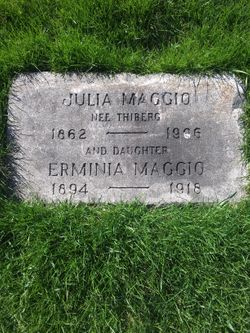 JULIA MAGGIO
NEE THIBERG
1862 — 1966
AND DAUGHTER
ERMINIA MAGGIO
1894 — 1918